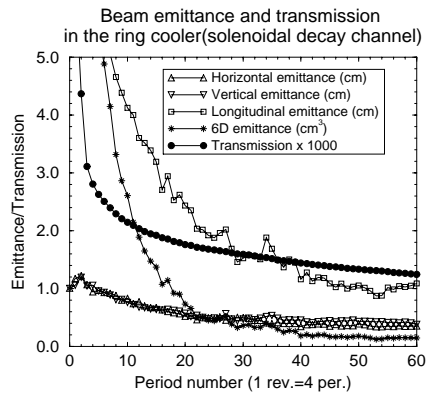 Beam emittance and transmission
in the ring cooler(solenoidal decay channel)
5.0
4.0
3.0
2.0
1.0
0.0
Emittance/Transmission
Horizontal emittance (cm)
Vertical emittance (cm)
Longitudinal emittance (cm)
6D emittance (cm³)
Transmission x 1000
0 10 20 30 40 50 60
Period number (1 rev.=4 per.)